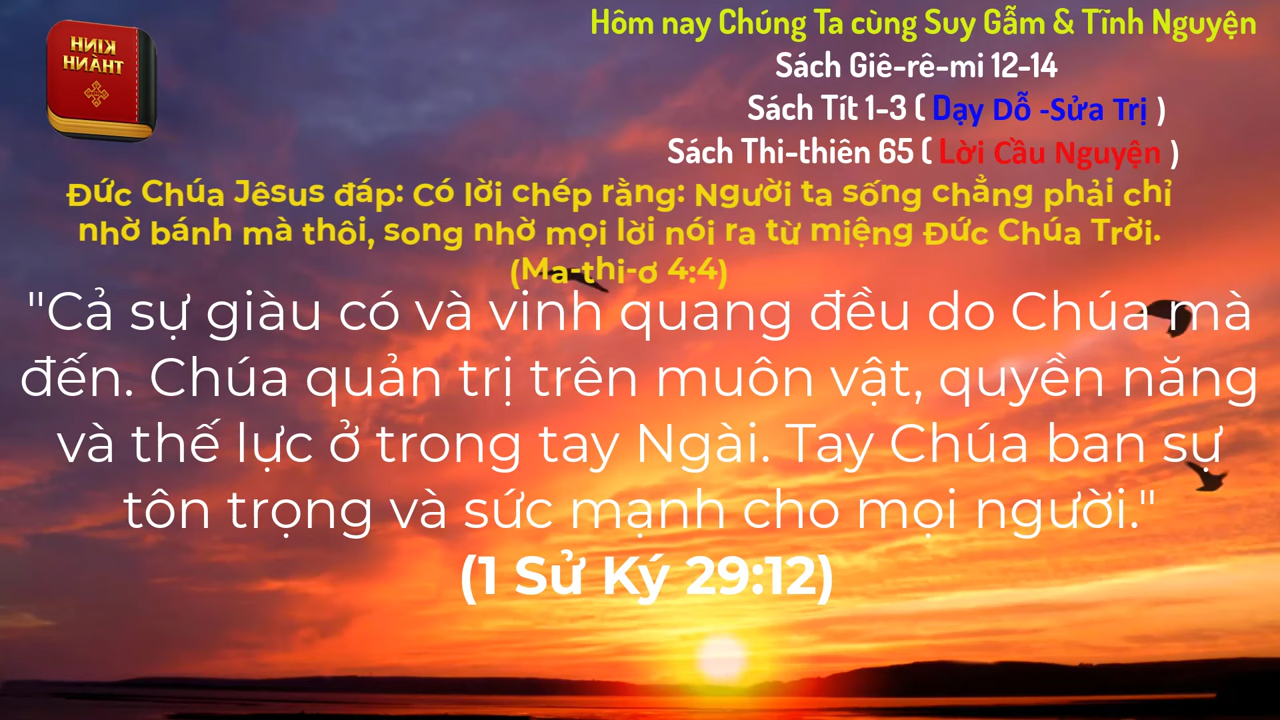 KINH
THÁNH
Hôm nay Chúng Ta cùng Suy Gẫm & Tĩnh Nguyện
Sách Giê-rê-mi 12-14
Sách Tít 1-3 ( Dạy Dỗ -Sửa Trị )
Sách Thi-thiên 65 ( Lời Cầu Nguyện )
Đức Chúa Jêsus đáp: Có lời chép rằng: Người ta sống chẳng phải chỉ
nhờ bánh mà thôi, song nhờ mọi lời nói ra từ miệng Đức Chúa Trời.
(Ma-thi-ơ 4:4)
"Cả sự giàu có và vinh quang đều do Chúa mà
đến. Chúa quản trị trên muôn vật, quyền năng
và thế lực ở trong tay Ngài. Tay Chúa ban sự
tôn trọng và sức mạnh cho mọi người."
(1 Sử Ký 29:12)